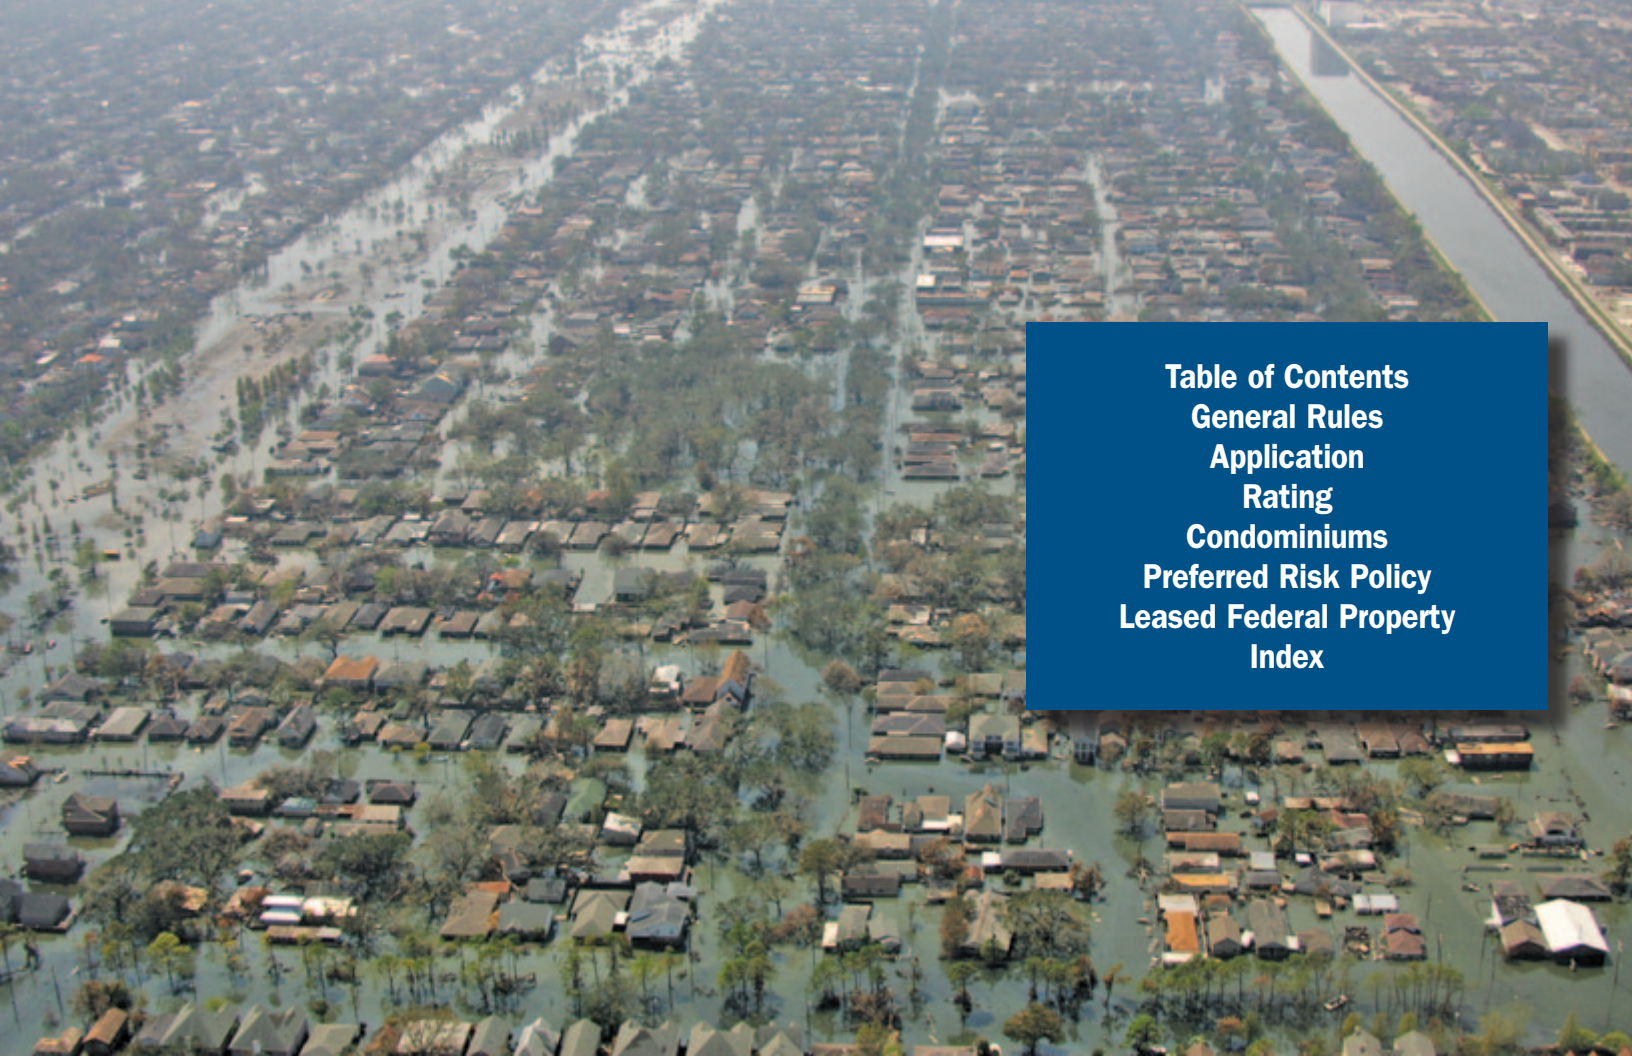 Table of Contents
General Rules
Application
Rating
Condominiums
Preferred Risk Policy
Leased Federal Property
Index